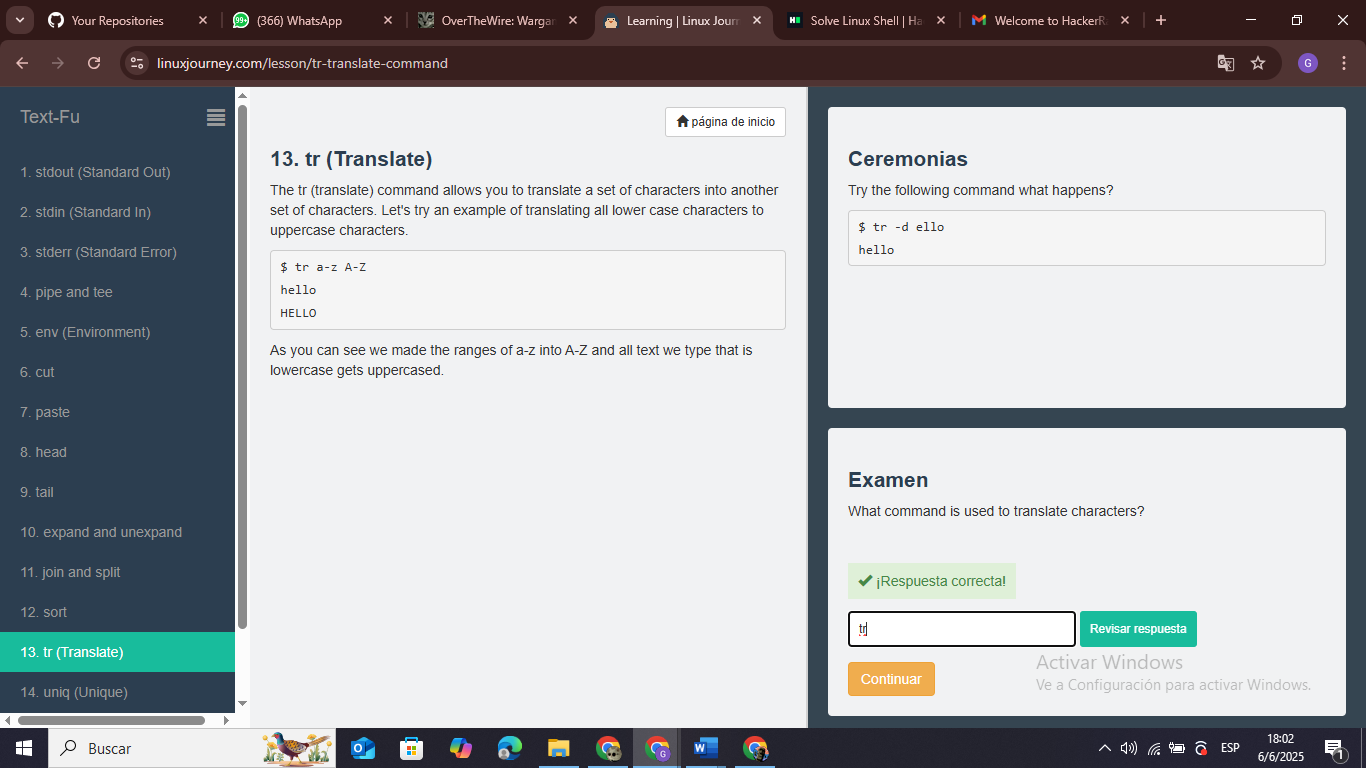 Your Repositories
99+
(366) WhatsApp
OverTheWire: Wargar
Learning | Linux Journ
H
Solve Linux Shell | Ha
Welcome to HackerRa
linuxjourney.com/lesson/tr-translate-command
G
Text-Fu
1. stdout (Standard Out)
2. stdin (Standard In)
3. stderr (Standard Error)
4. pipe and tee
5. env (Environment)
6. cut
7. paste
8. head
9. tail
10. expand and unexpand
11. join and split
12. sort
13. tr (Translate)
14. uniq (Unique)
página de inicio
13. tr (Translate)
The tr (translate) command allows you to translate a set of characters into another
set of characters. Let's try an example of translating all lower case characters to
uppercase characters.
$ tr a-z A-Z
hello
HELLO
As you can see we made the ranges of a-z into A-Z and all text we type that is
lowercase gets uppercased.
Ceremonias
Try the following command what happens?
$ tr -d ello
hello
Examen
What command is used to translate characters?
¡Respuesta correcta!
tr
Revisar respuesta
Continuar
Activar Windows
Ve a Configuración para activar Windows.
Buscar
ESP
18:02
6/6/2025
1